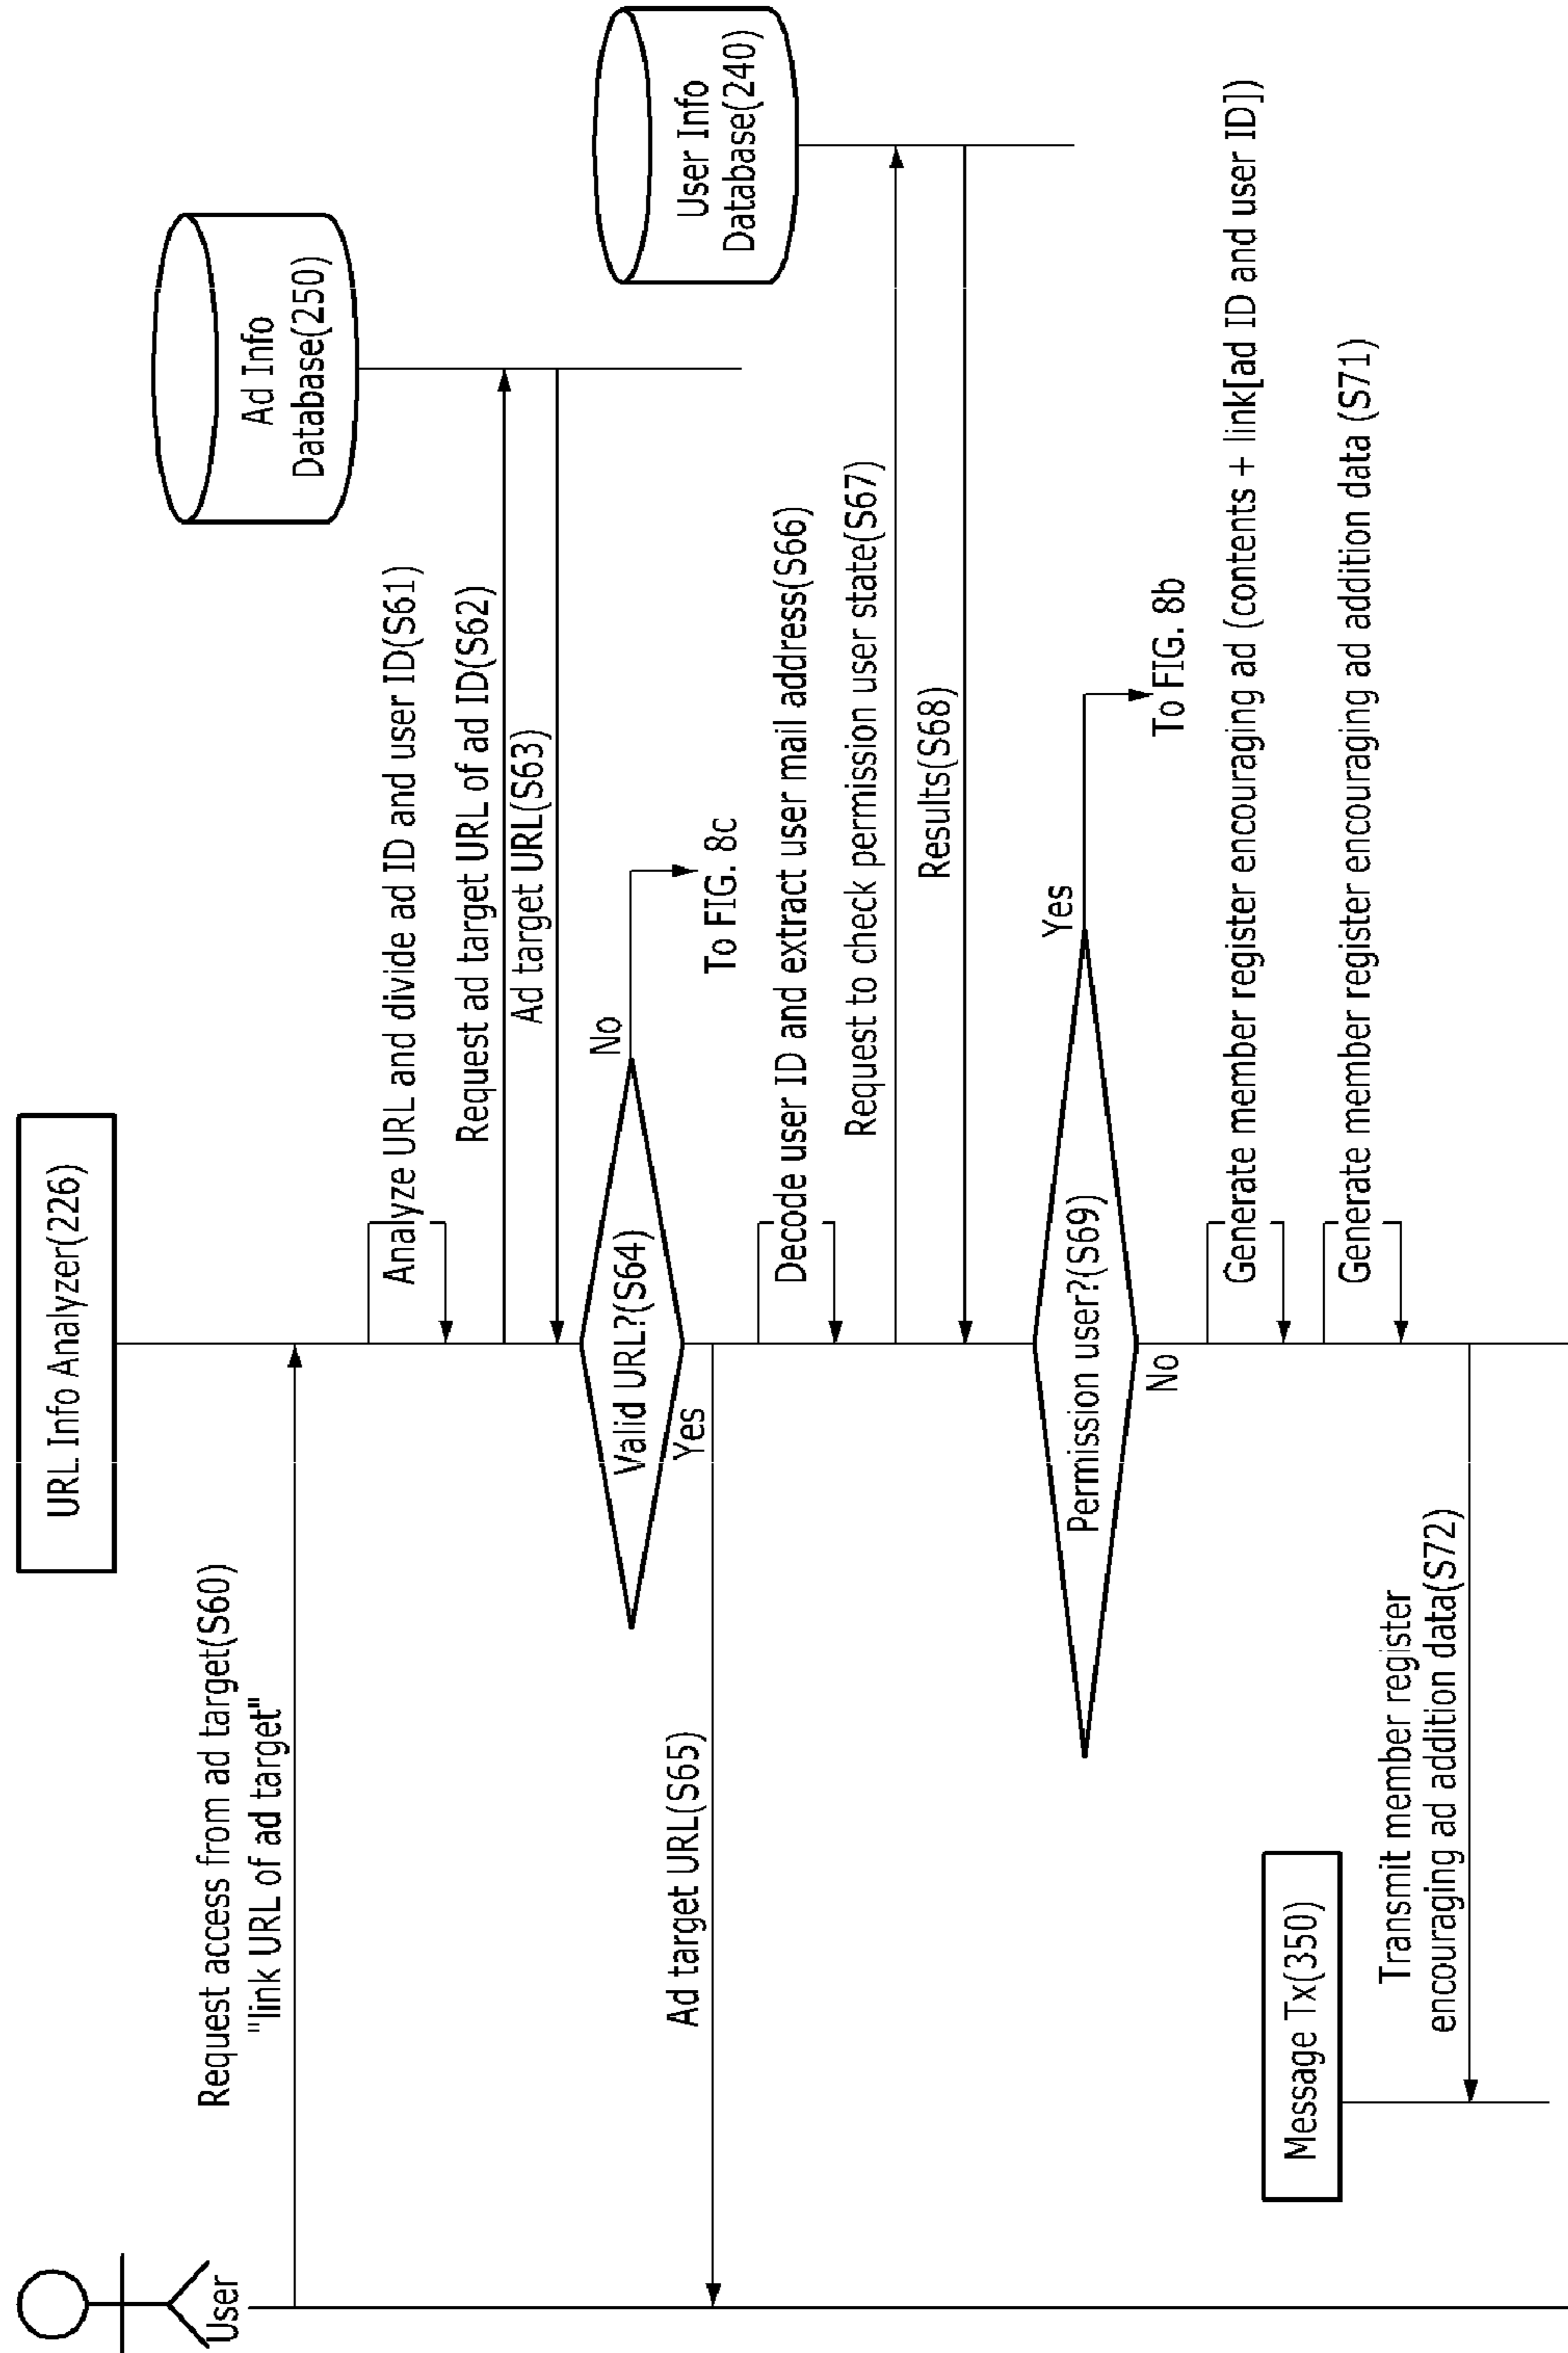 User
URL Info Analyzer(226)
Ad Info
Database(250)
User Info
Database(240)
Request access from ad target(S60)
"link URL of ad target"
Analyze URL and divide ad ID and user ID(S61)
Request ad target URL of ad ID(S62)
Ad target URL(S63)
Valid URL?(S64)
No
To FIG. 8c
Yes
Ad target URL(S65)
Decode user ID and extract user mail address(S66)
Request to check permission user state(S67)
Results(S68)
Permission user?(S69)
Yes
To FIG. 8b
No
Generate member register encouraging ad (contents + link[ad ID and user ID])
Message Tx(350)
Generate member register encouraging ad addition data (S71)
Transmit member register
encouraging ad addition data(S72)